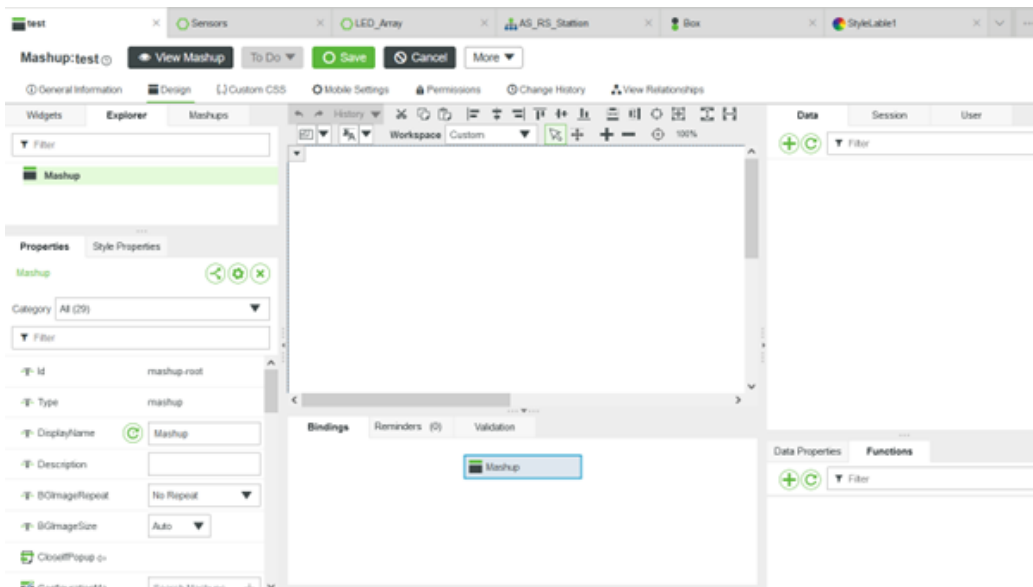 test Sensors LED_Array AS_RS_Stattion Box StyleLable1
Mashup:test View Mashup To Do Save Cancel More
General Information Design Custom CSS Mobile Settings Permissions Change History View Relationships
Widgets Explorer Mashups
History
Data Session User
Workspace Custom 100%
Filter
Filter
Mashup
Properties Style Properties
Mashup
Category All (29)
Filter
Id mashup-root
Type mashup
DisplayName Mashup
Description
BGImageRepeat No Repeat
BGImageSize Auto
CloseIfPopup
Bindings Reminders (0) Validation
Mashup
Data Properties Functions
Filter